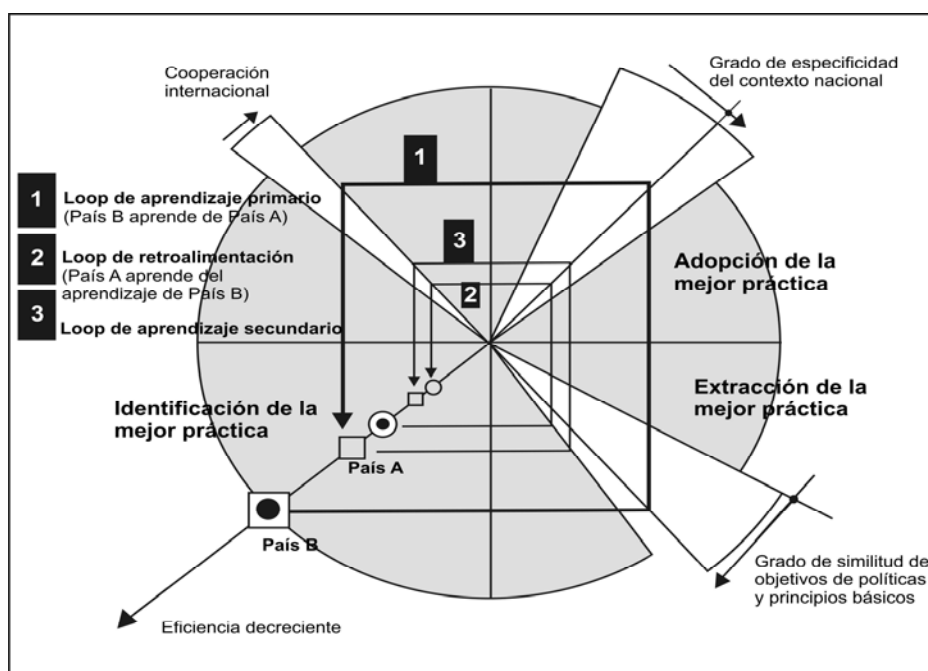 Cooperación
internacional
Grado de especificidad
del contexto nacional
1
1
Loop de aprendizaje primario
(País B aprende de País A)
2
Loop de retroalimentación
(País A aprende del
aprendizaje de País B)
3
Loop de aprendizaje secundario
3
2
Adopción de la
mejor práctica
Identificación de la
mejor práctica
Extracción de la
mejor práctica
País A
País B
Grado de similitud de
objetivos de políticas
y principios básicos
Eficiencia decreciente